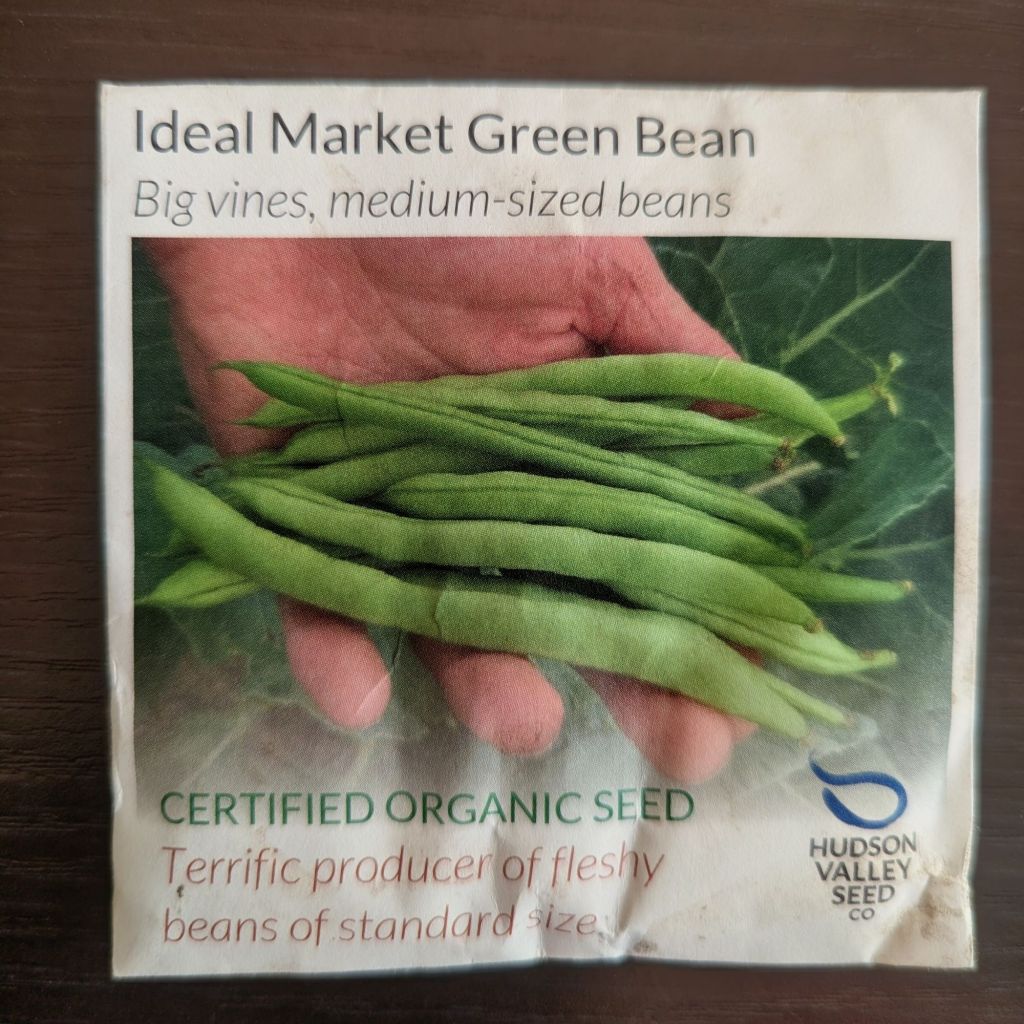 Ideal Market Green Bean
Big vines, medium-sized beans
CERTIFIED ORGANIC SEED
Terrific producer of fleshy
beans of standard size.
HUDSON
VALLEY
SEED
CO